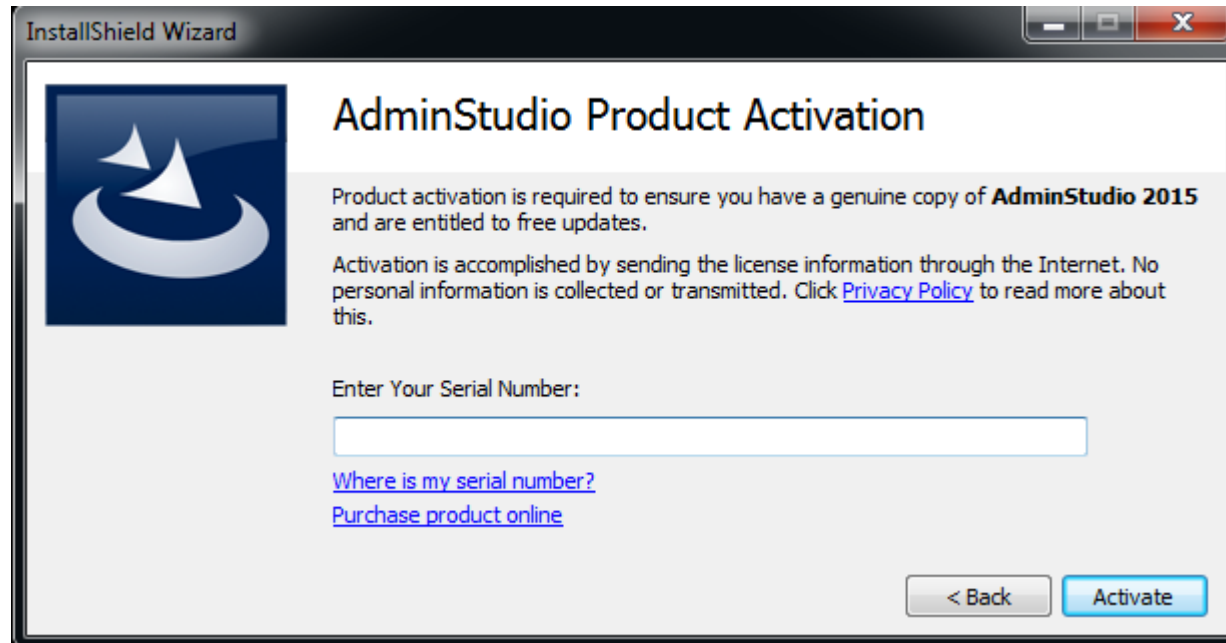 InstallShield Wizard
AdminStudio Product Activation
Product activation is required to ensure you have a genuine copy of AdminStudio 2015
and are entitled to free updates.
Activation is accomplished by sending the license information through the Internet. No
personal information is collected or transmitted. Click Privacy Policy to read more about
this.
Enter Your Serial Number:
Where is my serial number?
Purchase product online
< Back Activate